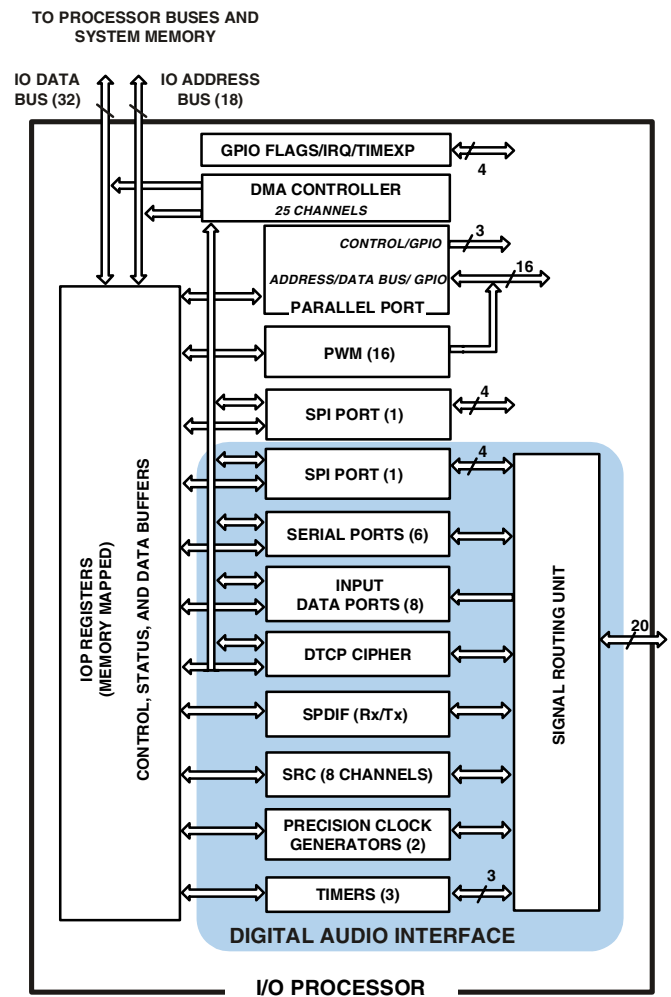 TO PROCESSOR BUSES AND
SYSTEM MEMORY
IO DATA
BUS (32)
IO ADDRESS
BUS (18)
GPIO FLAGS/IRQ/TIMEXP
4
DMA CONTROLLER
25 CHANNELS
CONTROL/GPIO
3
ADDRESS/DATA BUS/ GPIO
16
PARALLEL PORT
PWM (16)
SPI PORT (1)
4
SPI PORT (1)
4
SERIAL PORTS (6)
INPUT
DATA PORTS (8)
DTCP CIPHER
SPDIF (Rx/Tx)
SRC (8 CHANNELS)
PRECISION CLOCK
GENERATORS (2)
TIMERS (3)
3
IOP REGISTERS
(MEMORY MAPPED)
CONTROL, STATUS, AND DATA BUFFERS
SIGNAL ROUTING UNIT
20
DIGITAL AUDIO INTERFACE
I/O PROCESSOR